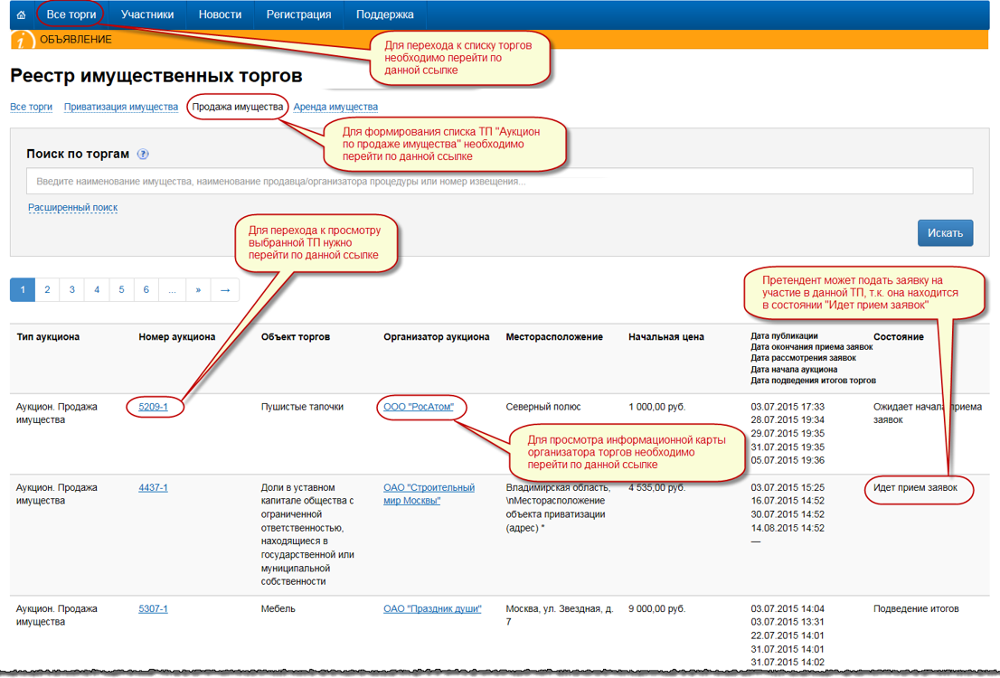 Все торги Участники Новости Регистрация Поддержка
i ОБЪЯВЛЕНИЕ
Для перехода к списку торгов
необходимо перейти по
данной ссылке
Реестр имущественных торгов
Все торги Приватизация имущества Продажа имущества Аренда имущества
Для формирования списка ТП "Аукцион
по продаже имущества" необходимо
перейти по данной ссылке
Поиск по торгам ?
Введите наименование имущества, наименование продавца/организатора процедуры или номер извещения...
Расширенный поиск
Искать
Для перехода к просмотру
выбранной ТП нужно
перейти по данной ссылке
1 2 3 4 5 6 ... » →
Претендент может подать заявку на
участие в данной ТП, т.к. она находится
в состоянии "Идет прием заявок"
Тип аукциона Номер аукциона Объект торгов Организатор аукциона Месторасположение Начальная цена
Дата публикации
Дата окончания приема заявок
Дата рассмотрения заявок
Дата начала аукциона
Дата подведения итогов торгов
Состояние
Аукцион. Продажа
имущества
5209-1
Пушистые тапочки
ООО "РосАтом"
Северный полюс
1 000,00 руб.
03.07.2015 17:33
28.07.2015 19:34
29.07.2015 19:35
31.07.2015 19:35
05.07.2015 19:36
Ожидает начала приема
заявок
Для просмотра информационной карты
организатора торгов необходимо
перейти по данной ссылке
Аукцион. Продажа
имущества
4437-1
Доли в уставном
капитале общества с
ограниченной
ответственностью,
находящиеся в
государственной или
муниципальной
собственности
ОАО "Строительный
мир Москвы"
Владимирская область,
\nМесторасположение
объекта приватизации
(адрес) *
4 535,00 руб.
03.07.2015 15:25
16.07.2015 14:52
30.07.2015 14:52
14.08.2015 14:52
—
Идет прием заявок
Аукцион. Продажа
имущества
5307-1
Мебель
ОАО "Праздник души"
Москва, ул. Звездная, д.
7
9 000,00 руб.
03.07.2015 14:04
03.07.2015 13:31
22.07.2015 14:01
31.07.2015 14:01
31.07.2015 14:02
Подведение итогов